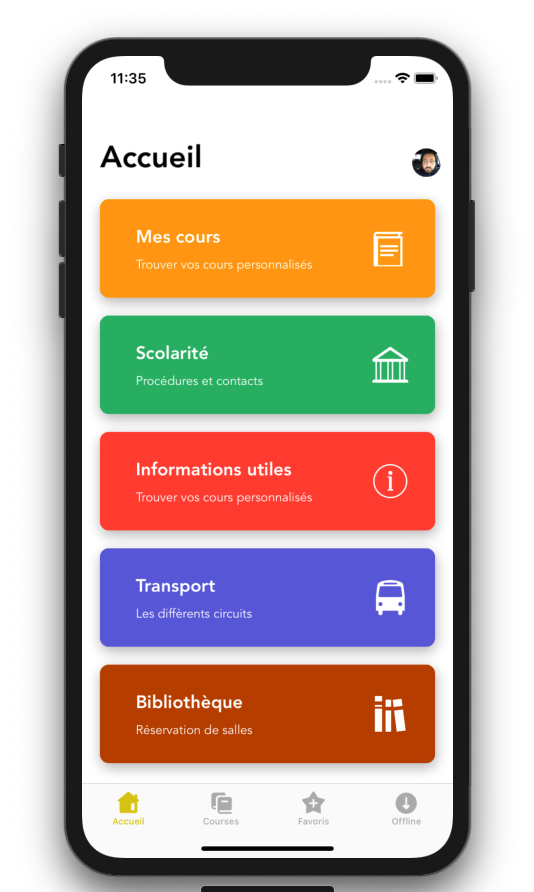 11:35
Accueil
Mes cours
Trouver vos cours personnalisés
Scolarité
Procédures et contacts
Informations utiles
Trouver vos cours personnalisés
Transport
Les diffèrents circuits
Bibliothèque
Réservation de salles
Accueil
Courses
Favoris
Offline